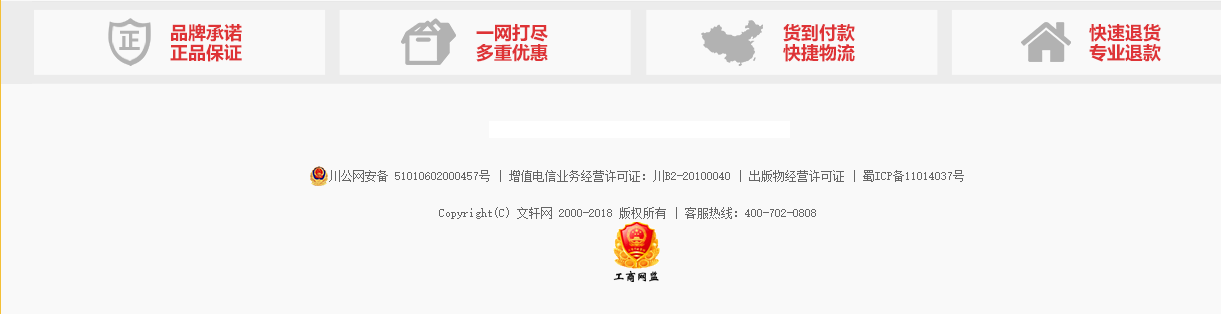 正
品牌承诺
正品保证
一网打尽
多重优惠
货到付款
快捷物流
快速退货
专业退款
川公网安备 51010602000457号 | 增值电信业务经营许可证: 川B2-20100040 | 出版物经营许可证 | 蜀ICP备11014037号
Copyright(C) 文轩网 2000-2018 版权所有 | 客服热线: 400-702-0808
工商网监